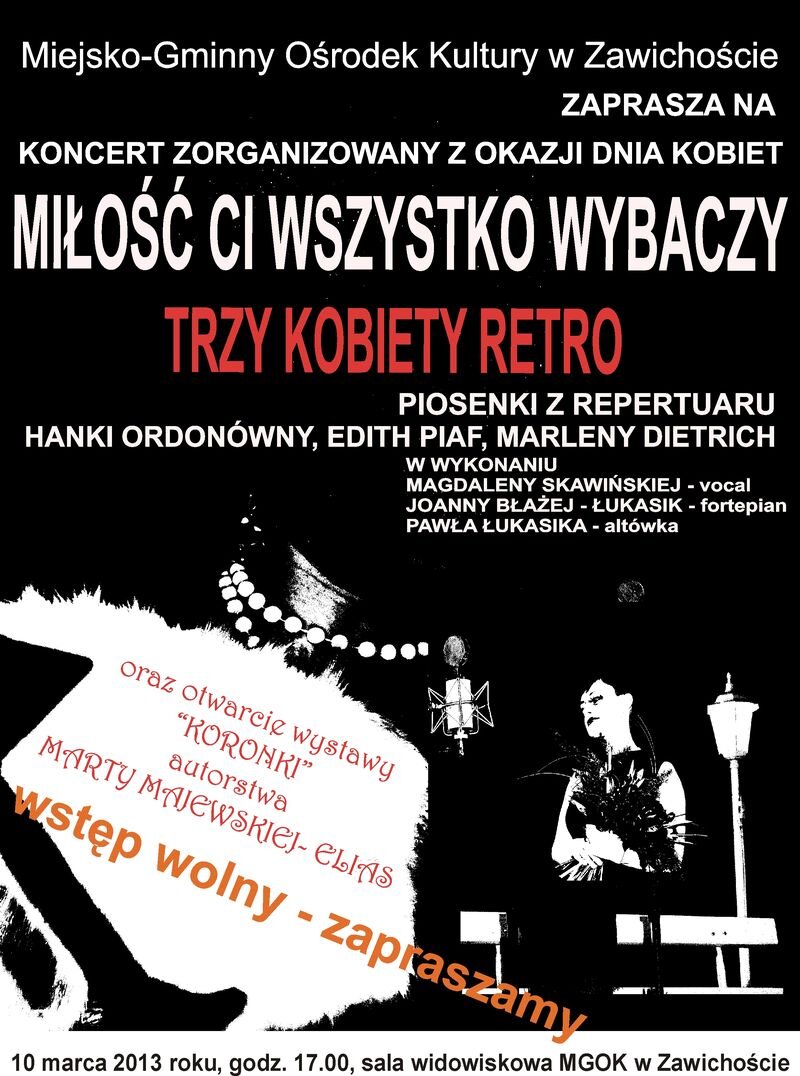 Miejsko-Gminny Ośrodek Kultury w Zawichoście
ZAPRASZA NA
KONCERT ZORGANIZOWANY Z OKAZJI DNIA KOBIET
MIŁOŚĆ CI WSZYSTKO WYBACZY
TRZY KOBIETY RETRO
PIOSENKI Z REPERTUARU
HANKI ORDONÓWNY, EDITH PIAF, MARLENY DIETRICH
W WYKONANIU
MAGDALENY SKAWIŃSKIEJ - vocal
JOANNY BŁAŻEJ - ŁUKASIK - fortepian
PAWŁA ŁUKASIKA - altówka
oraz otwarcie wystawy
"KORONKI"
autorstwa
MARTY MAJEWSKIEJ- ELIAS
wstęp wolny - zapraszamy
10 marca 2013 roku, godz. 17.00, sala widowiskowa MGOK w Zawichoście